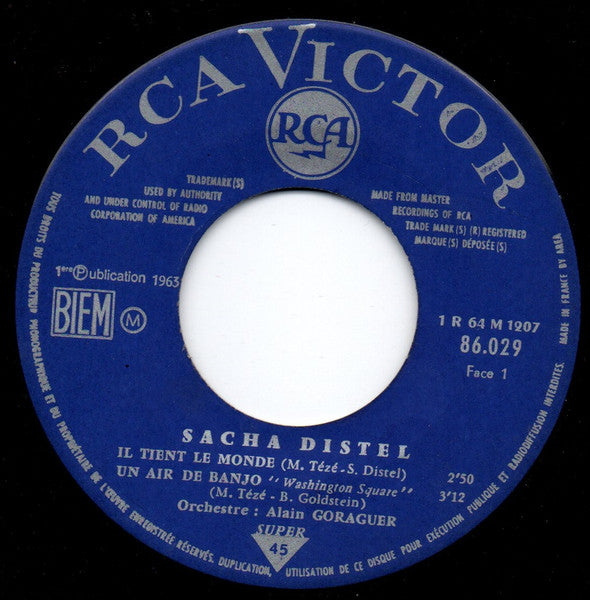 RCA VICTOR
RCA
TRADEMARK(S)
USED BY AUTHORITY
AND UNDER CONTROL OF RADIO
CORPORATION OF AMERICA
MADE FROM MASTER
RECORDINGS OF RCA
TRADE MARK(S) (R) REGISTERED
MARQUE(S) DÉPOSÉE(S)
1ère Ⓟublication 1963
BIEM
M
1 R 64 M 1207
86.029
Face 1
SACHA DISTEL
IL TIENT LE MONDE (M. Tézé-S. Distel) 2'50
UN AIR DE BANJO "Washington Square" 3'12
(M. Tézé - B. Goldstein)
Orchestre : Alain GORAGUER
SUPER
45
TOUS DROITS DU PRODUCTEUR PHONOGRAPHIQUE ET DU PROPRIÉTAIRE DE L'ŒUVRE ENREGISTRÉE RÉSERVÉS. DUPLICATION, UTILISATION DE CE DISQUE POUR EXÉCUTION PUBLIQUE ET RADIODIFFUSION INTERDITES. MADE IN FRANCE BY AREA